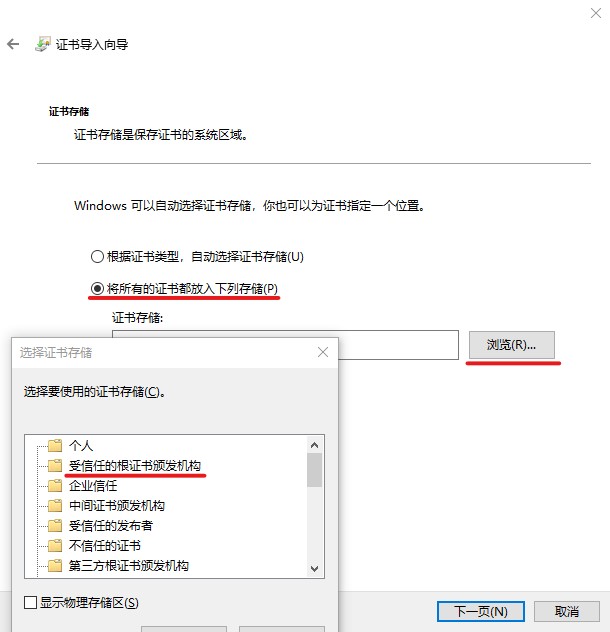 证书导入向导
证书存储
证书存储是保存证书的系统区域。
Windows 可以自动选择证书存储，你也可以为证书指定一个位置。
根据证书类型，自动选择证书存储(U)
将所有的证书都放入下列存储(P)
证书存储:
浏览(R)...
选择证书存储
选择要使用的证书存储(C)。
个人
受信任的根证书颁发机构
企业信任
中间证书颁发机构
受信任的发布者
不信任的证书
第三方根证书颁发机构
显示物理存储区(S)
下一页(N)
取消